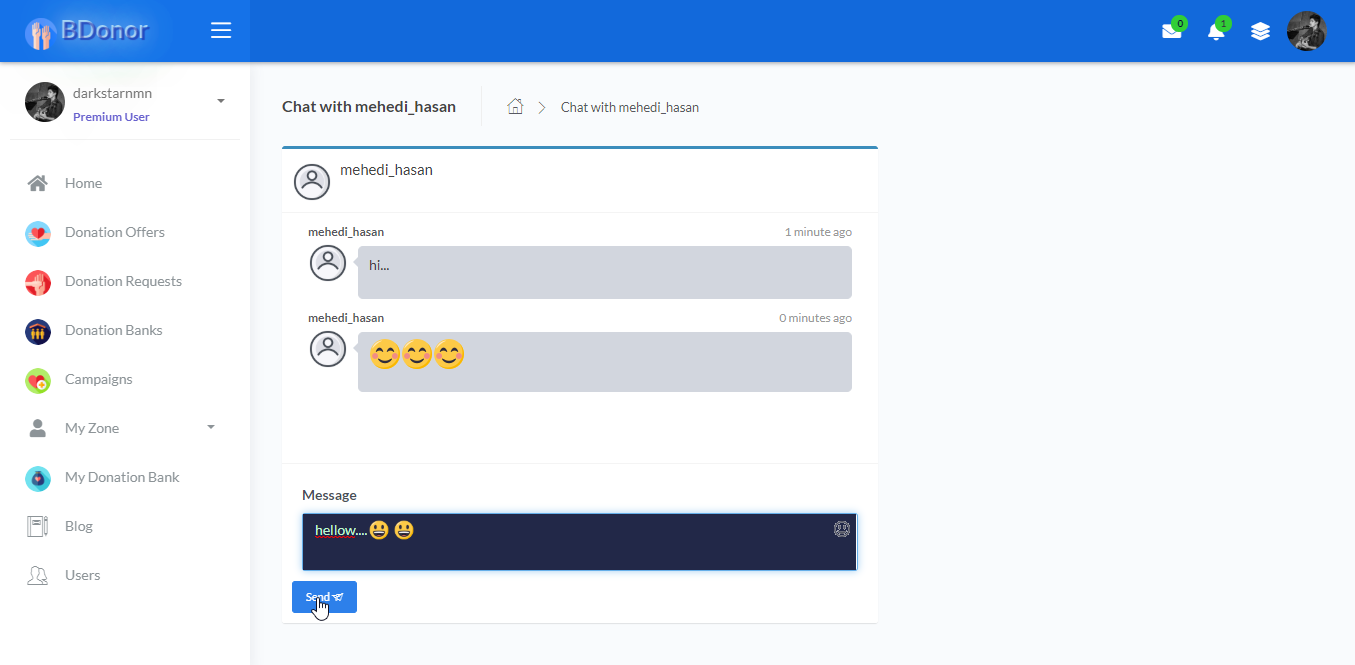 BDonor
0
1
darkstarnmn
Premium User
Home
Donation Offers
Donation Requests
Donation Banks
Campaigns
My Zone
My Donation Bank
Blog
Users
Chat with mehedi_hasan
Chat with mehedi_hasan
mehedi_hasan
mehedi_hasan 1 minute ago
hi...
mehedi_hasan 0 minutes ago
😊😊😊
Message
hellow....😃 😃
Send